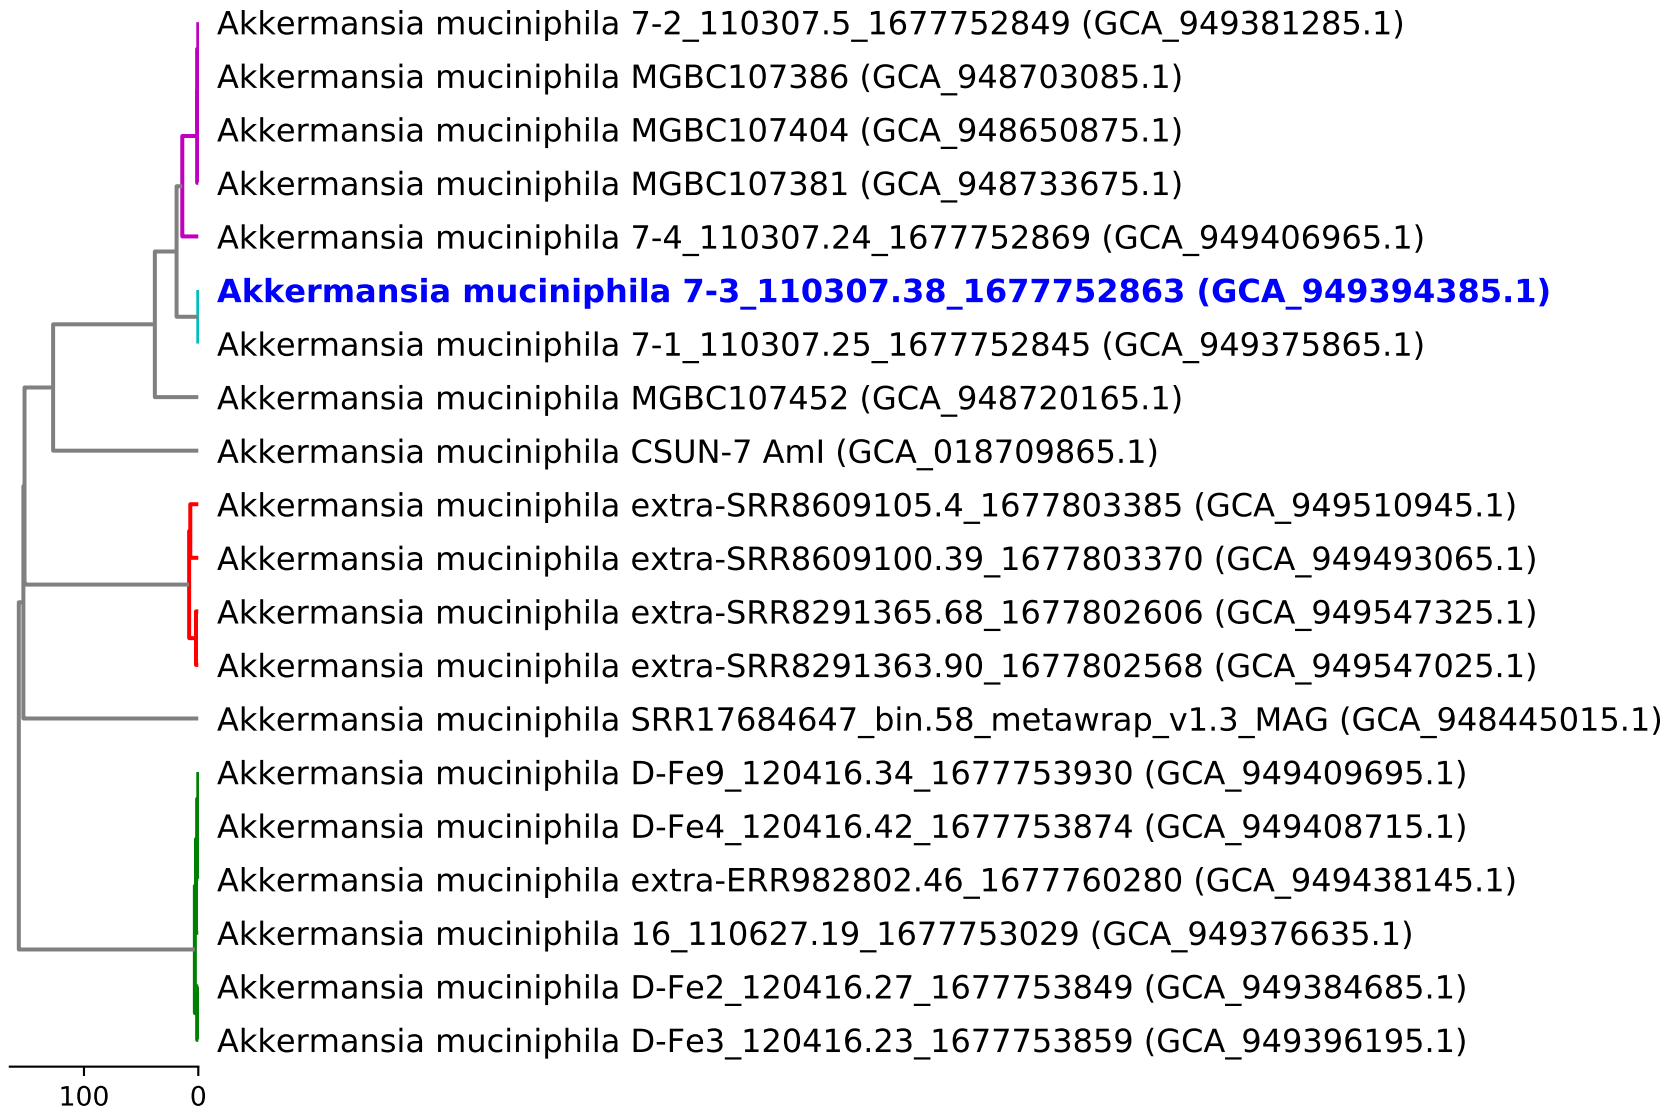 Akkermansia muciniphila 7-2_110307.5_1677752849 (GCA_949381285.1)
Akkermansia muciniphila MGBC107386 (GCA_948703085.1)
Akkermansia muciniphila MGBC107404 (GCA_948650875.1)
Akkermansia muciniphila MGBC107381 (GCA_948733675.1)
Akkermansia muciniphila 7-4_110307.24_1677752869 (GCA_949406965.1)
Akkermansia muciniphila 7-3_110307.38_1677752863 (GCA_949394385.1)
Akkermansia muciniphila 7-1_110307.25_1677752845 (GCA_949375865.1)
Akkermansia muciniphila MGBC107452 (GCA_948720165.1)
Akkermansia muciniphila CSUN-7 AmI (GCA_018709865.1)
Akkermansia muciniphila extra-SRR8609105.4_1677803385 (GCA_949510945.1)
Akkermansia muciniphila extra-SRR8609100.39_1677803370 (GCA_949493065.1)
Akkermansia muciniphila extra-SRR8291365.68_1677802606 (GCA_949547325.1)
Akkermansia muciniphila extra-SRR8291363.90_1677802568 (GCA_949547025.1)
Akkermansia muciniphila SRR17684647_bin.58_metawrap_v1.3_MAG (GCA_948445015.1)
Akkermansia muciniphila D-Fe9_120416.34_1677753930 (GCA_949409695.1)
Akkermansia muciniphila D-Fe4_120416.42_1677753874 (GCA_949408715.1)
Akkermansia muciniphila extra-ERR982802.46_1677760280 (GCA_949438145.1)
Akkermansia muciniphila 16_110627.19_1677753029 (GCA_949376635.1)
Akkermansia muciniphila D-Fe2_120416.27_1677753849 (GCA_949384685.1)
Akkermansia muciniphila D-Fe3_120416.23_1677753859 (GCA_949396195.1)
100 0